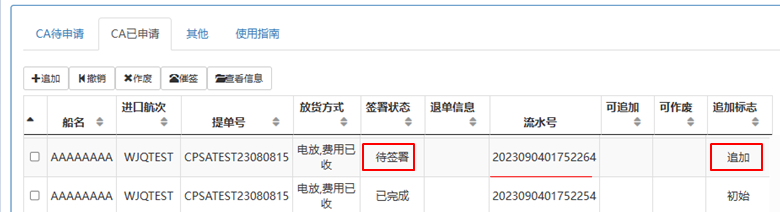 CA待申请 CA已申请 其他 使用指南
追加 撤销 作废 催签 查看信息
船名 进口航次 提单号 放货方式 签署状态 退单信息 流水号 可追加 可作废 追加标志
AAAAAAAA WJQTEST CPSATEST23080815 电放,费用已收 待签署 2023090401752264 追加
AAAAAAAA WJQTEST CPSATEST23080815 电放,费用已收 已完成 2023090401752254 初始